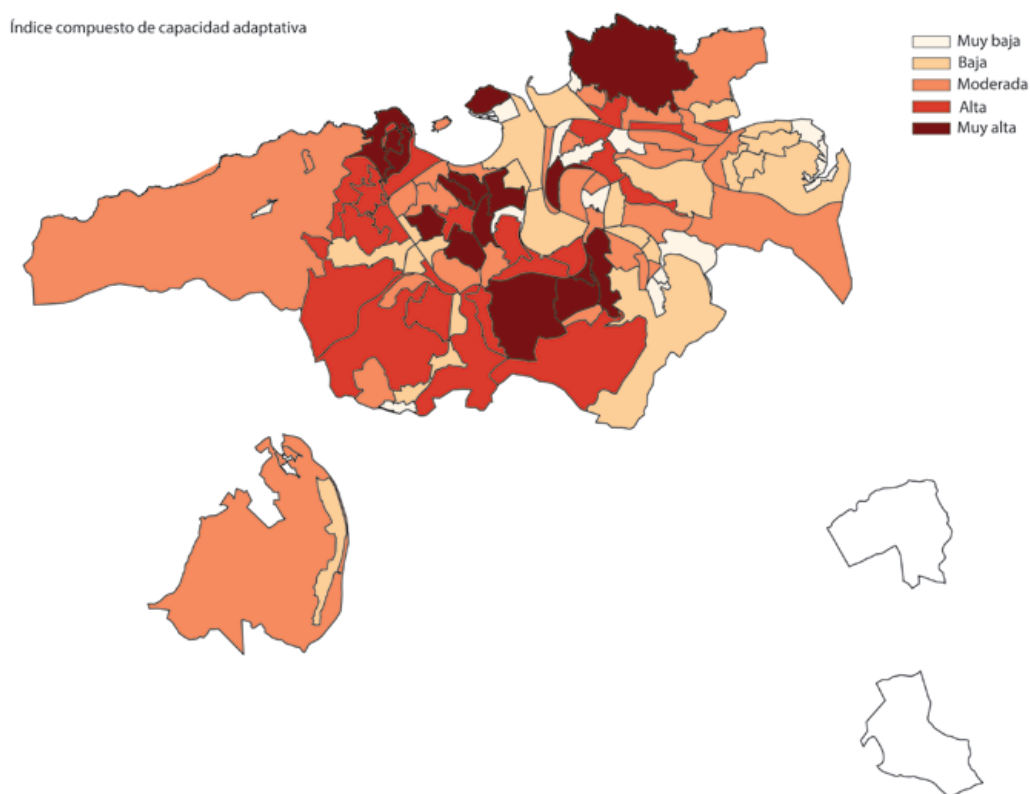 Índice compuesto de capacidad adaptativa
Muy baja
Baja
Moderada
Alta
Muy alta